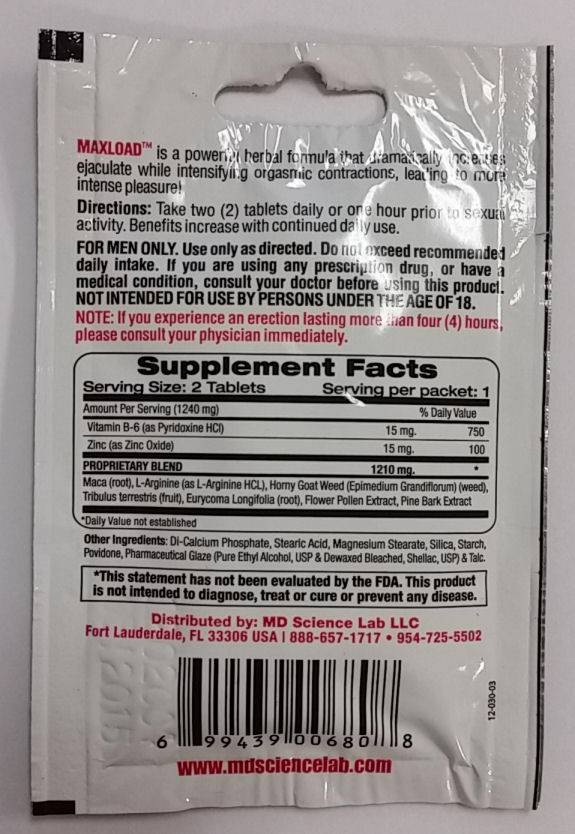 MAXLOAD™ is a powerful herbal formula that dramatically increases
ejaculate while intensifying orgasmic contractions, leading to more
intense pleasure!
Directions: Take two (2) tablets daily or one hour prior to sexual
activity. Benefits increase with continued daily use.
FOR MEN ONLY. Use only as directed. Do not exceed recommended
daily intake. If you are using any prescription drug, or have a
medical condition, consult your doctor before using this product.
NOT INTENDED FOR USE BY PERSONS UNDER THE AGE OF 18.
NOTE: If you experience an erection lasting more than four (4) hours,
please consult your physician immediately.
Supplement Facts
Serving Size: 2 Tablets Serving per packet: 1
Amount Per Serving (1240 mg) % Daily Value
Vitamin B-6 (as Pyridoxine HCl) 15 mg. 750
Zinc (as Zinc Oxide) 15 mg. 100
PROPRIETARY BLEND 1210 mg. *
Maca (root), L-Arginine (as L-Arginine HCL), Horny Goat Weed (Epimedium Grandiflorum) (weed),
Tribulus terrestris (fruit), Eurycoma Longifolia (root), Flower Pollen Extract, Pine Bark Extract
*Daily Value not established
Other Ingredients: Di-Calcium Phosphate, Stearic Acid, Magnesium Stearate, Silica, Starch,
Povidone, Pharmaceutical Glaze (Pure Ethyl Alcohol, USP & Dewaxed Bleached, Shellac, USP) & Talc.
*This statement has not been evaluated by the FDA. This product
is not intended to diagnose, treat or cure or prevent any disease.
Distributed by: MD Science Lab LLC
Fort Lauderdale, FL 33306 USA | 888-657-1717 • 954-725-5502
12-030-03
6 99439 00680 8
www.mdsciencelab.com